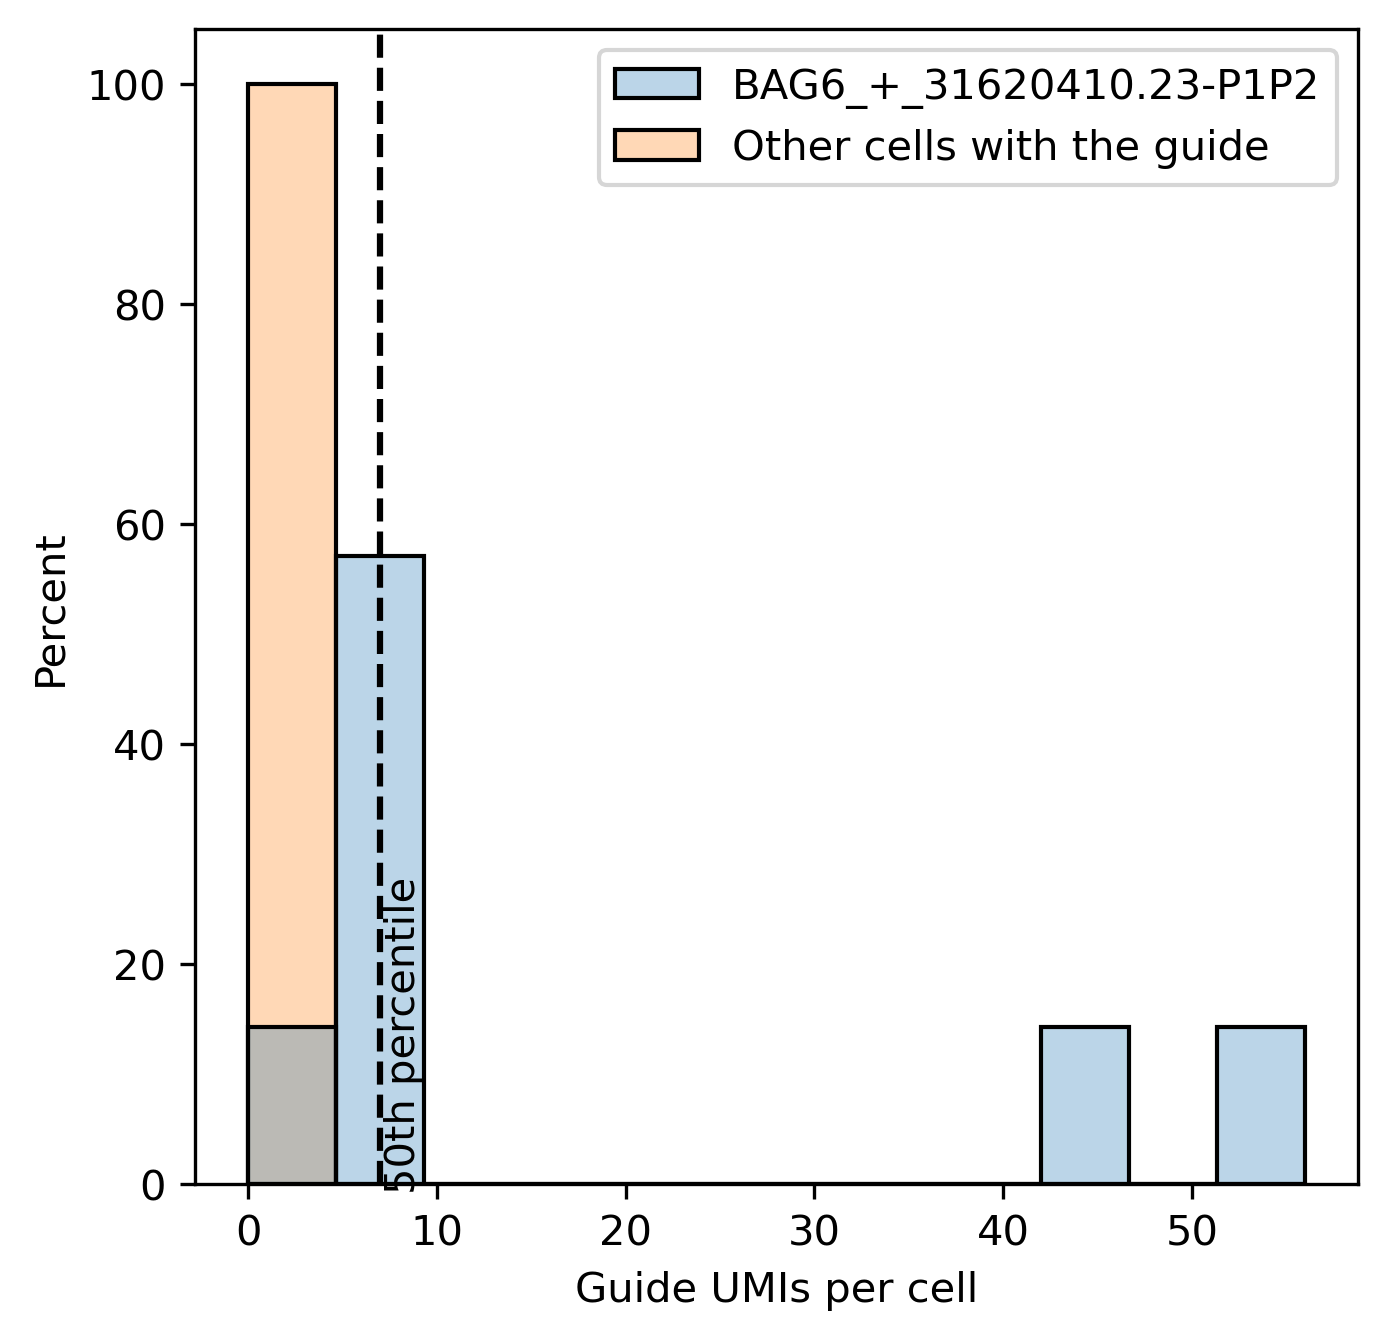 BAG6_+_31620410.23-P1P2
Other cells with the guide
100
80
60
40
20
0
Percent
50th percentile
0 10 20 30 40 50
Guide UMIs per cell